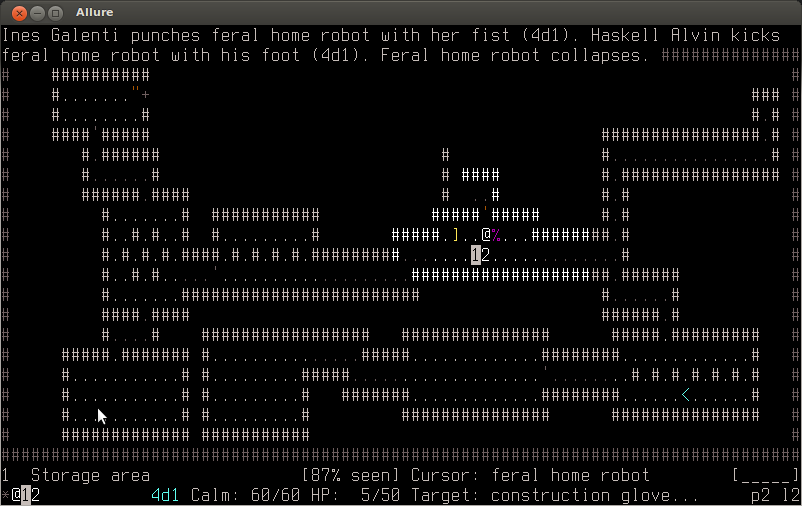 Allure
Ines Galenti punches feral home robot with her fist (4d1). Haskell Alvin kicks
feral home robot with his foot (4d1). Feral home robot collapses.
1 Storage area [87% seen] Cursor: feral home robot [_____]
*@12 4d1 Calm: 60/60 HP: 5/50 Target: construction glove... p2 l2